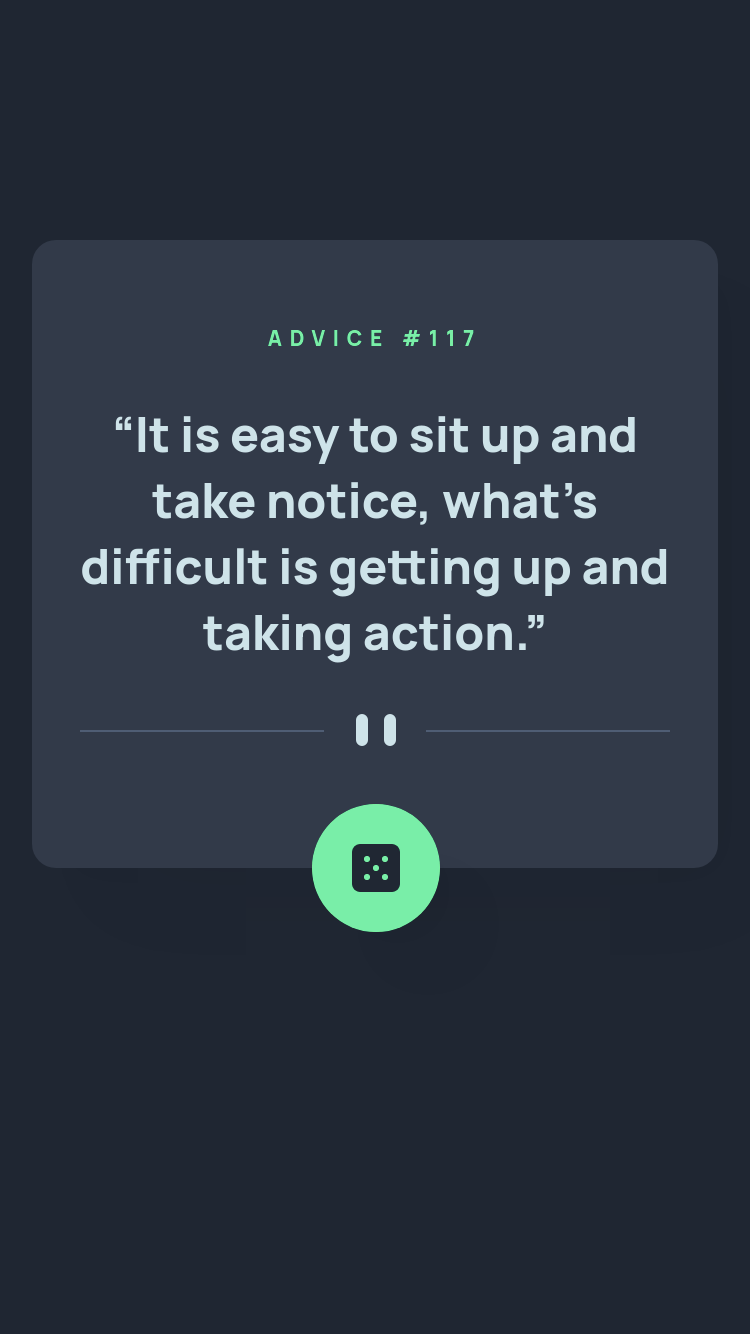 ADVICE #117
“It is easy to sit up and
take notice, what’s
difficult is getting up and
taking action.”